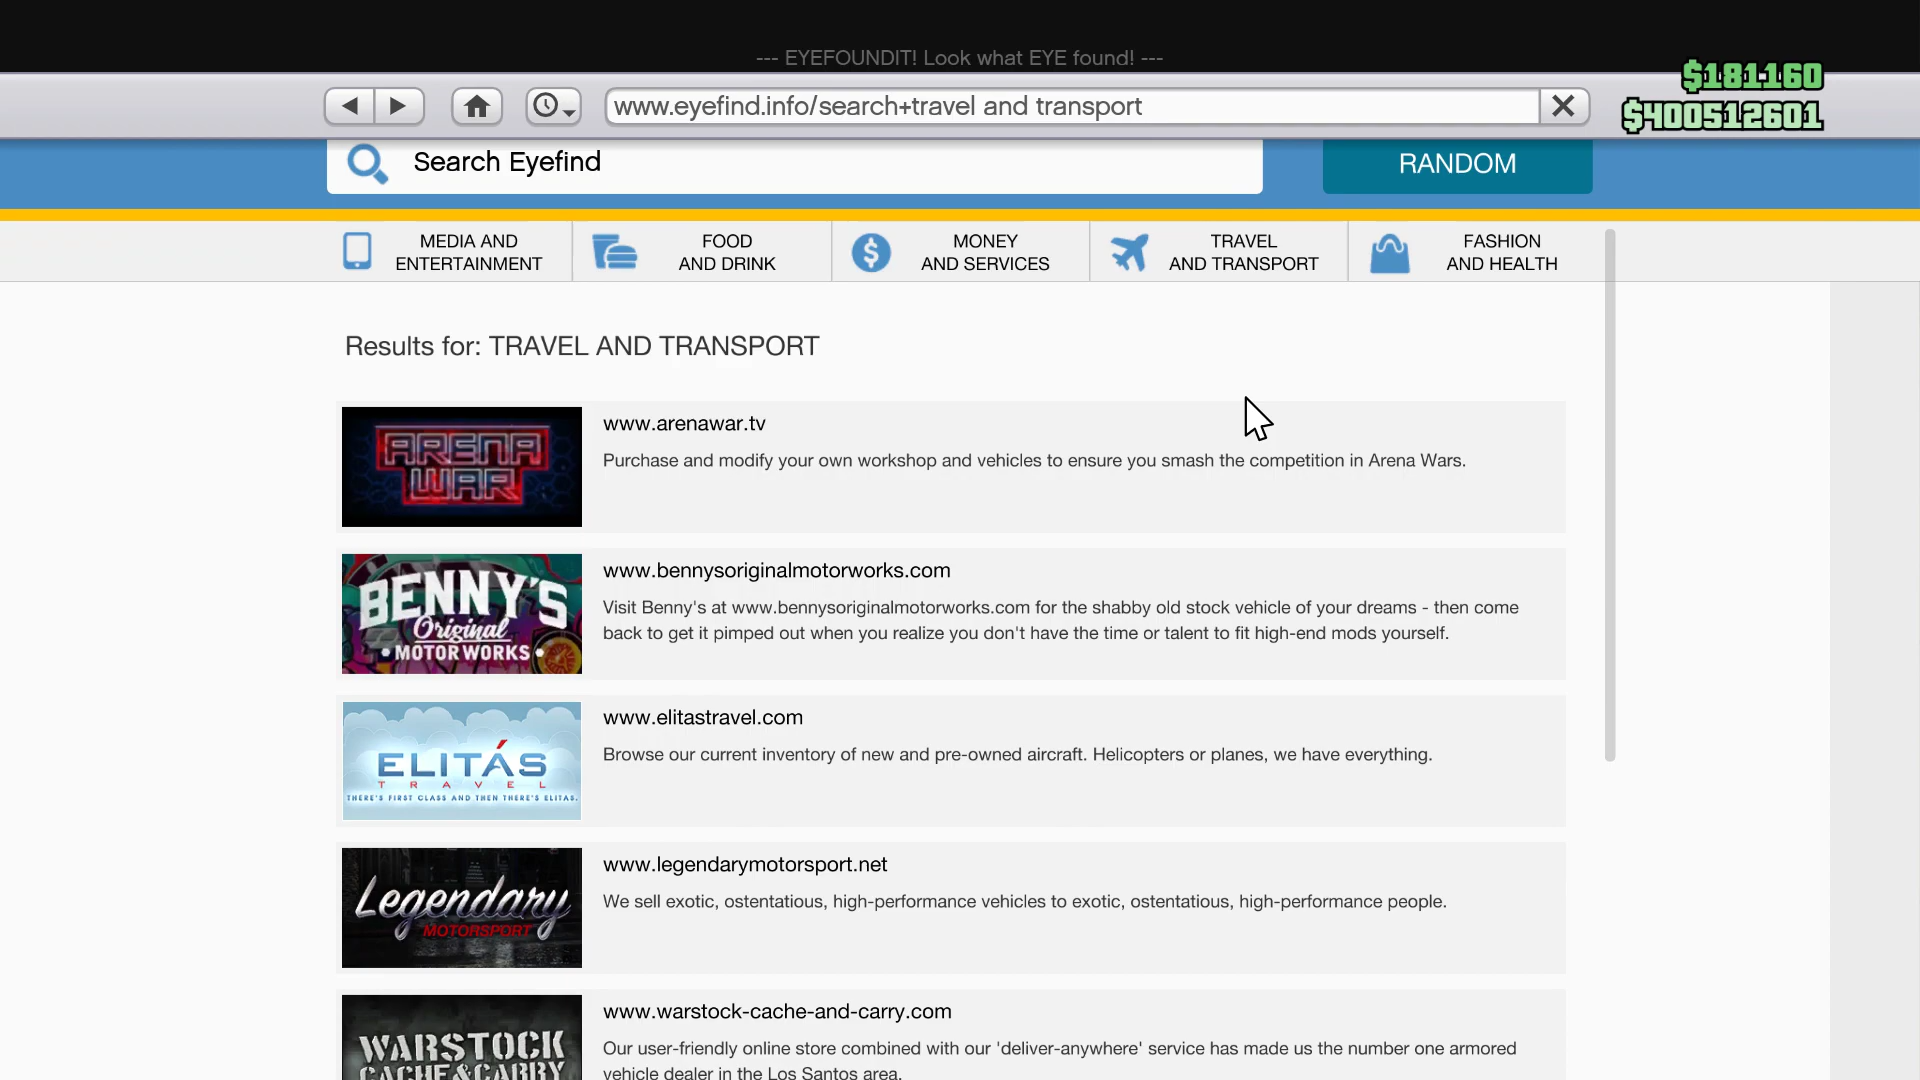 --- EYEFOUNDIT! Look what EYE found! ---
$181160
www.eyefind.info/search+travel and transport
$400512601
Search Eyefind
RANDOM
MEDIA AND
ENTERTAINMENT
FOOD
AND DRINK
MONEY
AND SERVICES
TRAVEL
AND TRANSPORT
FASHION
AND HEALTH
Results for: TRAVEL AND TRANSPORT
ARENA
WAR
www.arenawar.tv
Purchase and modify your own workshop and vehicles to ensure you smash the competition in Arena Wars.
BENNY'S
Original
•MOTORWORKS•
www.bennysoriginalmotorworks.com
Visit Benny's at www.bennysoriginalmotorworks.com for the shabby old stock vehicle of your dreams - then come
back to get it pimped out when you realize you don't have the time or talent to fit high-end mods yourself.
ELITÁS
TRAVEL
THERE'S FIRST CLASS AND THEN THERE'S ELITAS.
www.elitastravel.com
Browse our current inventory of new and pre-owned aircraft. Helicopters or planes, we have everything.
Legendary
MOTORSPORT
www.legendarymotorsport.net
We sell exotic, ostentatious, high-performance vehicles to exotic, ostentatious, high-performance people.
WARSTOCK
CACHE&CARRY
www.warstock-cache-and-carry.com
Our user-friendly online store combined with our 'deliver-anywhere' service has made us the number one armored
vehicle dealer in the Los Santos area.